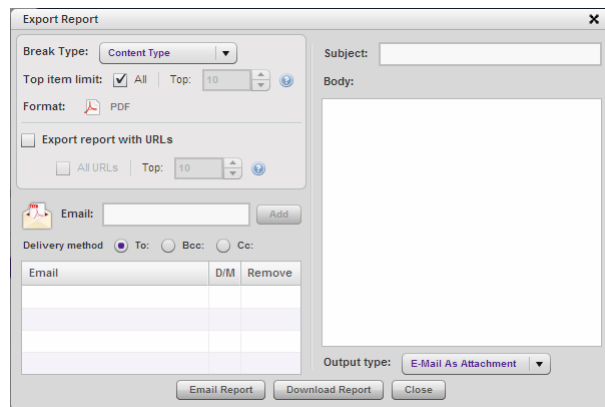 Export Report
Break Type: Content Type
Top item limit: All Top: 10
Format: PDF
Export report with URLs
All URLs Top: 10
Email: Add
Delivery method To: Bcc: Cc:
Email D/M Remove
Subject:
Body:
Output type: E-Mail As Attachment
Email Report Download Report Close